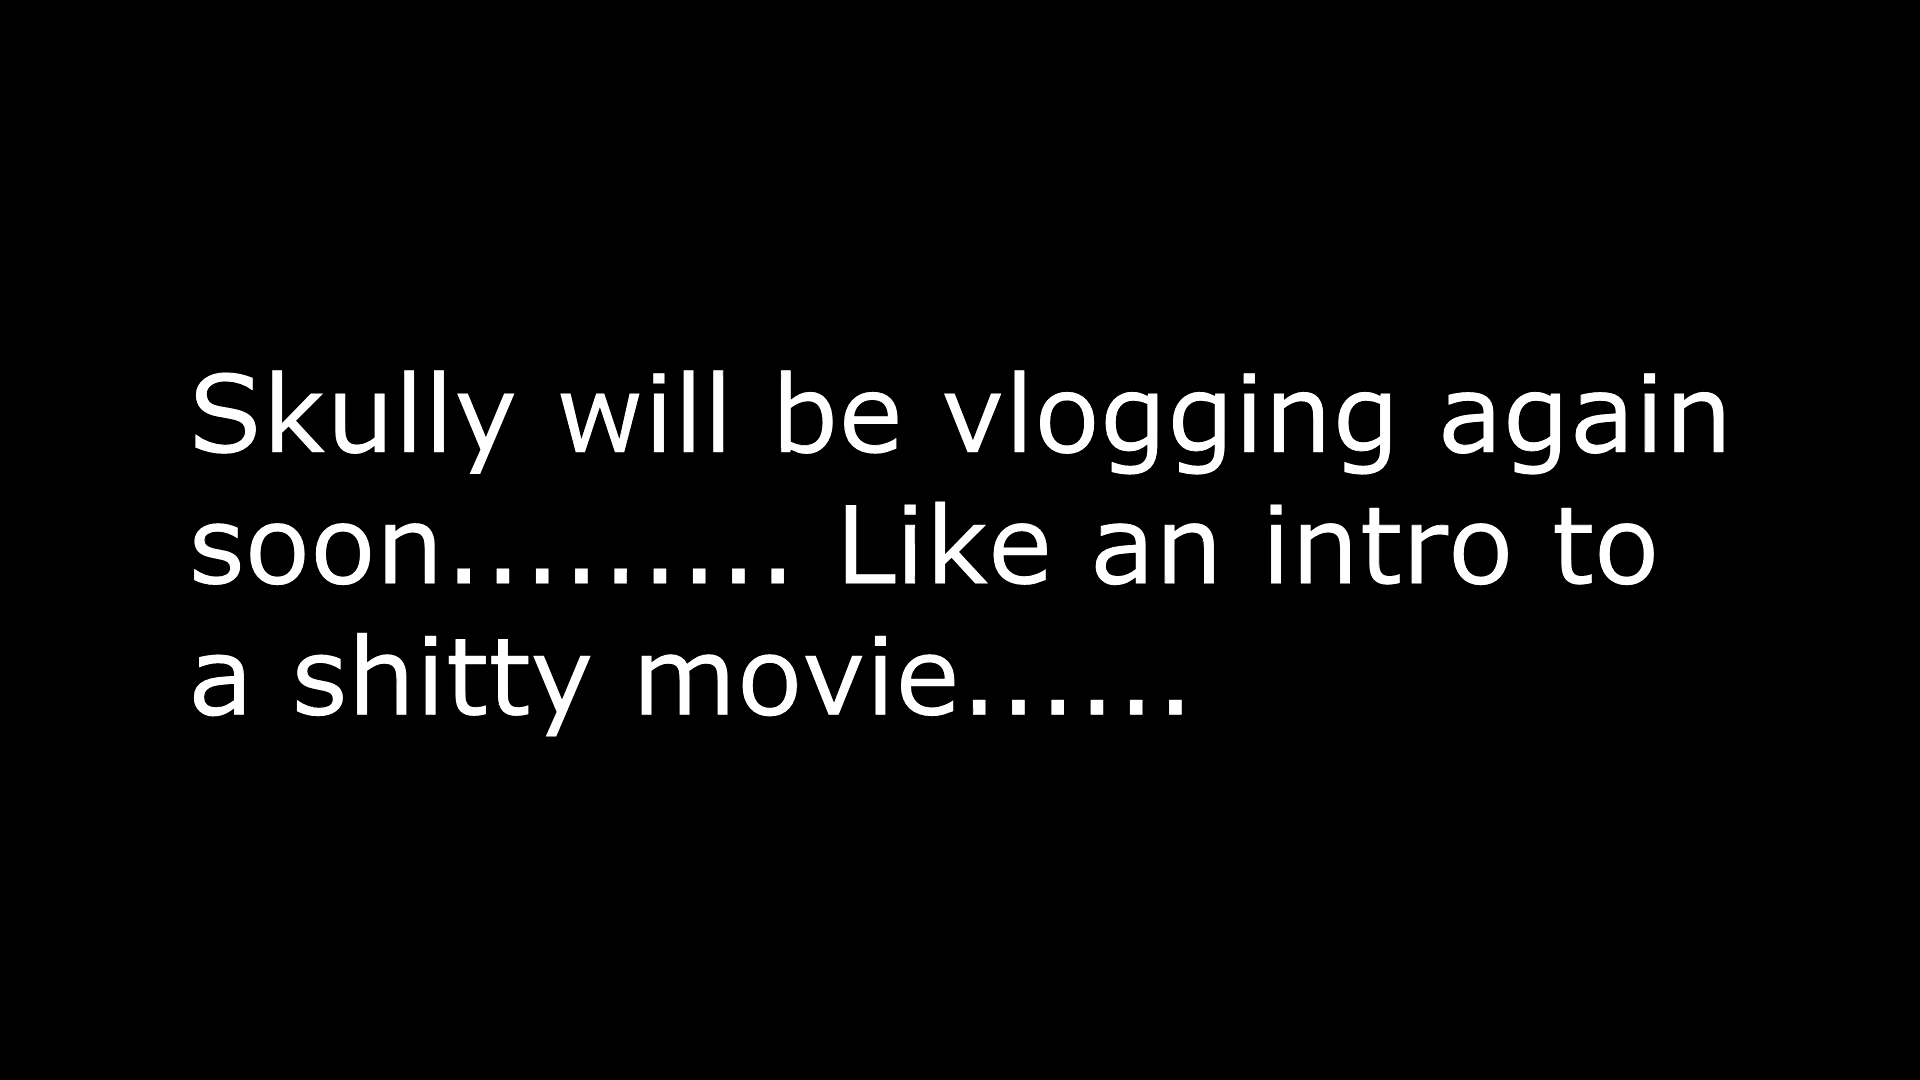 Skully will be vlogging again
soon......... Like an intro to
a shitty movie......